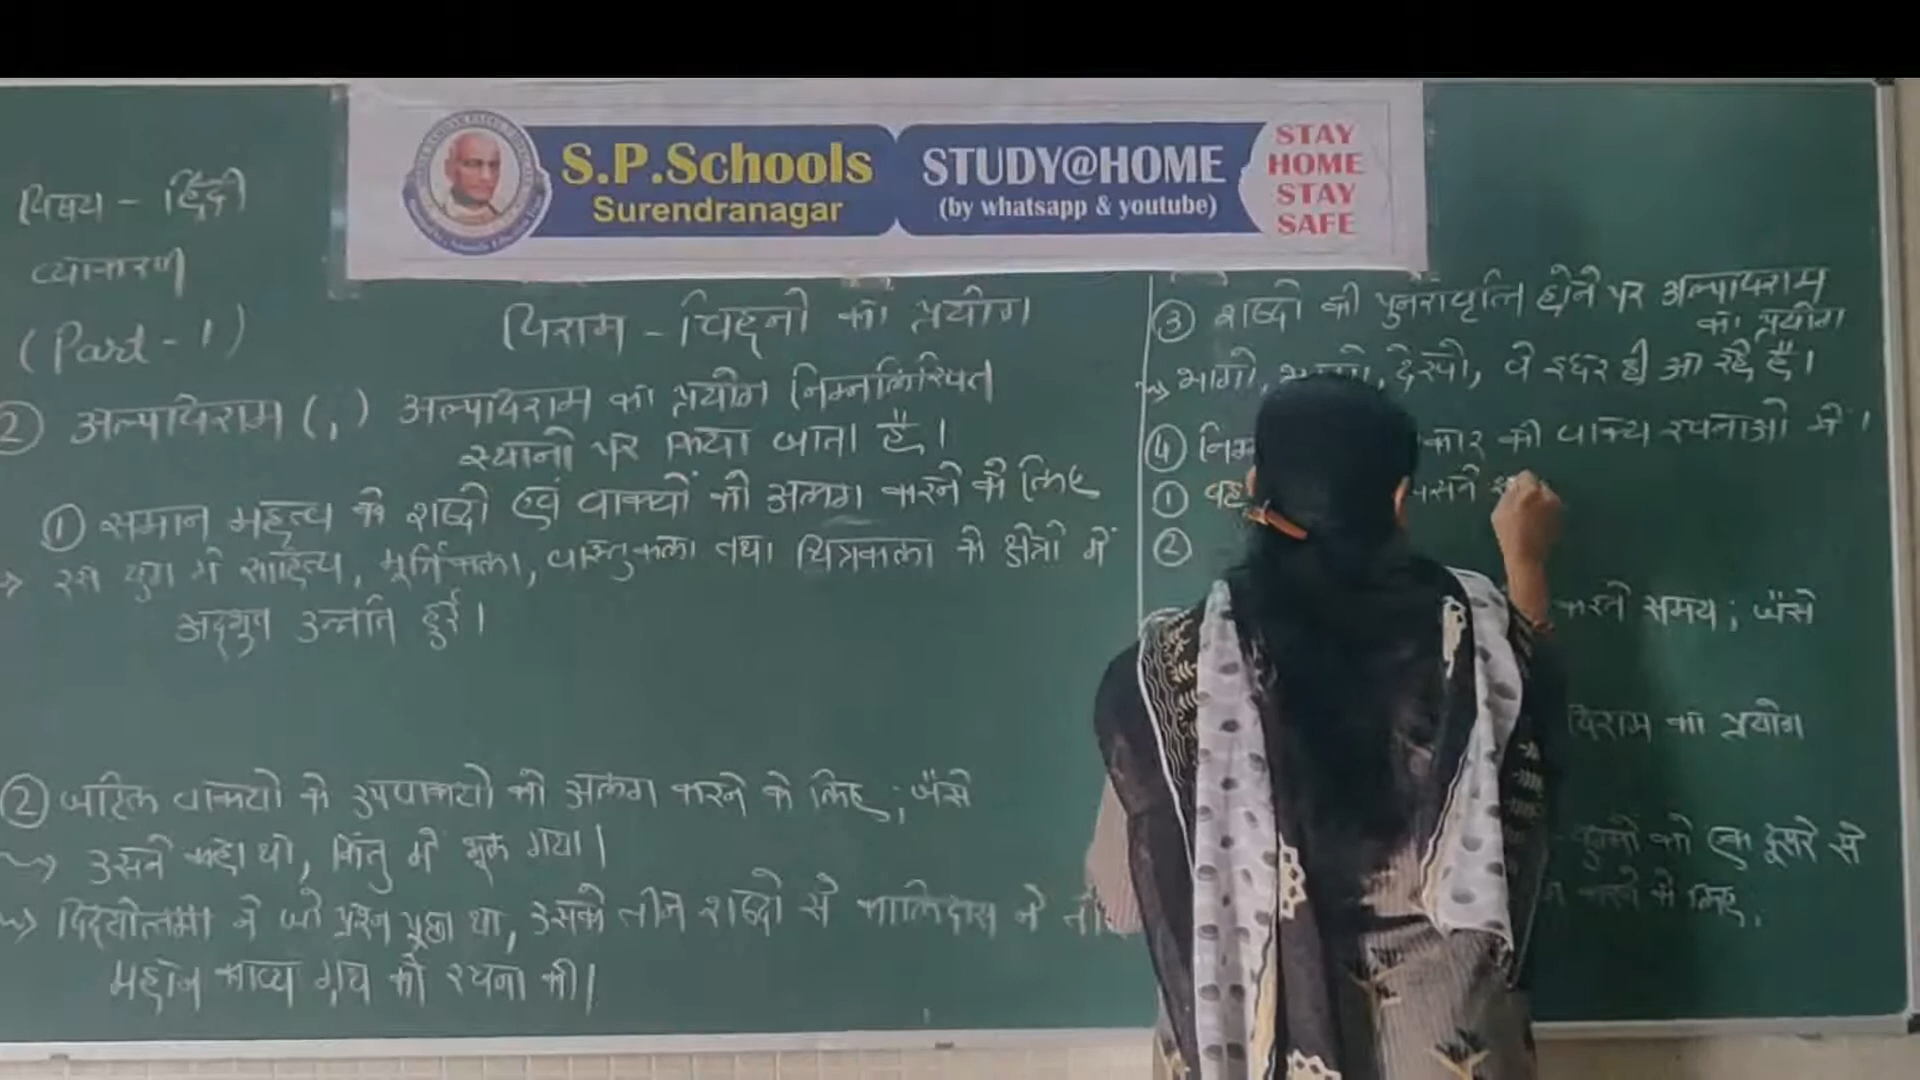 S.P.Schools
Surendranagar
STUDY@HOME
(by whatsapp & youtube)
STAY
HOME
STAY
SAFE
विषय - हिंदी
व्याकरण
(Part - 1)
विराम - चिह्नो का प्रयोग
② अल्पविराम ( , ) अल्पविराम का प्रयोग निम्नलिखित
स्थानो पर किया जाता है।
① समान महत्व के शब्दो एवं वाक्यों को अलग करने के लिए
→ इस युग मे साहित्य, मूर्तिकला, वास्तुकला तथा चित्रकला के क्षेत्रो में
अद्भुत उन्नति हुई।
② जटिल वाक्यो के उपवाक्यो को अलग करने के लिए; जैसे
→ उसने कहा था, किंतु मैं भूल गया।
→ विद्योत्तमा ने जो प्रश्न पूछा था, उसके तीन शब्दो से कालिदास ने
महान काव्य ग्रंथ की रचना की।
③ शब्दो की पुनरावृत्ति होने पर अल्पविराम
का प्रयोग
→ भागो, देखो, वे इधर ही आ रहे है।
④ की वाक्य रचनाओ में।
①
②
करते समय; जैसे
विराम का प्रयोग
को एक दूसरे से
करने के लिए,